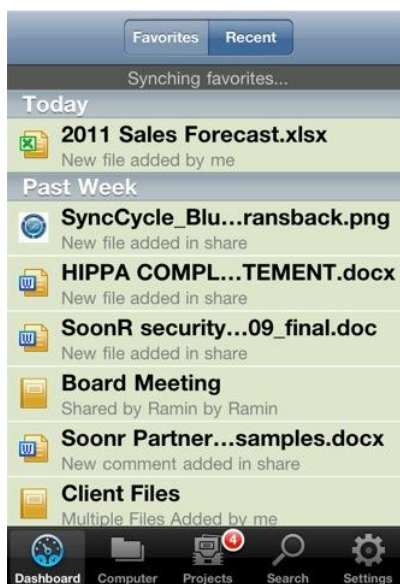 Favorites Recent
Synching favorites...
Today
2011 Sales Forecast.xlsx
New file added by me
Past Week
SyncCycle_Blu...ransback.png
New file added in share
HIPPA COMPL...TEMENT.docx
New file added in share
SoonR security...09_final.doc
New file added in share
Board Meeting
Shared by Ramin by Ramin
Soonr Partner...samples.docx
New comment added in share
Client Files
Multiple Files Added by me
4
Dashboard Computer Projects Search Settings